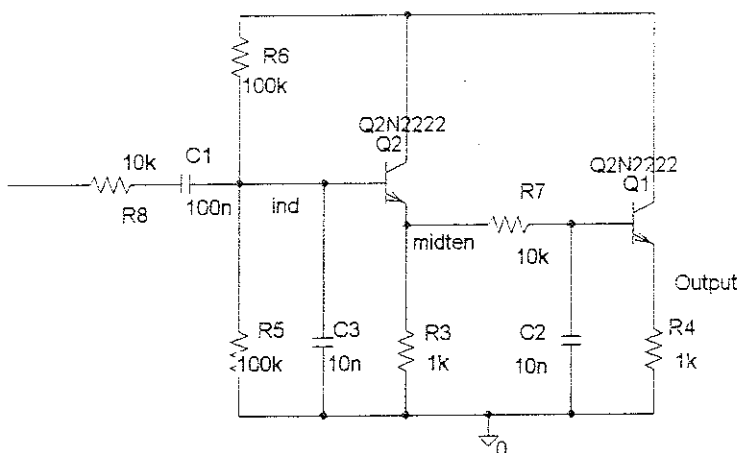 R6
100k
Q2N2222
Q2
10k
C1
R8
100n
ind
Q2N2222
Q1
R7
midten
10k
Output
R5
100k
C3
10n
R3
1k
C2
10n
R4
1k
0